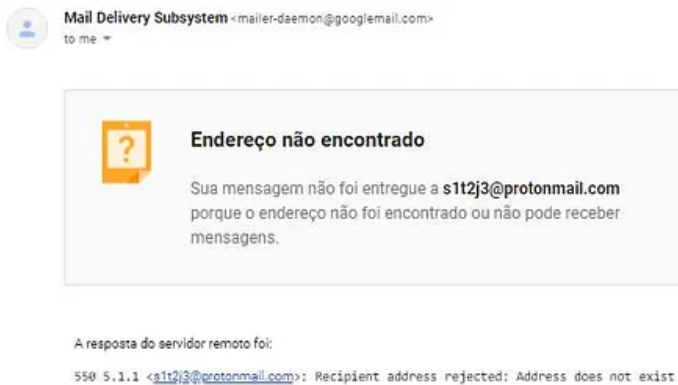 Mail Delivery Subsystem <mailer-daemon@googlemail.com>
to me
?
Endereço não encontrado
Sua mensagem não foi entregue a s1t2j3@protonmail.com
porque o endereço não foi encontrado ou não pode receber
mensagens.
A resposta do servidor remoto foi:
550 5.1.1 <s1t2j3@protonmail.com>: Recipient address rejected: Address does not exist